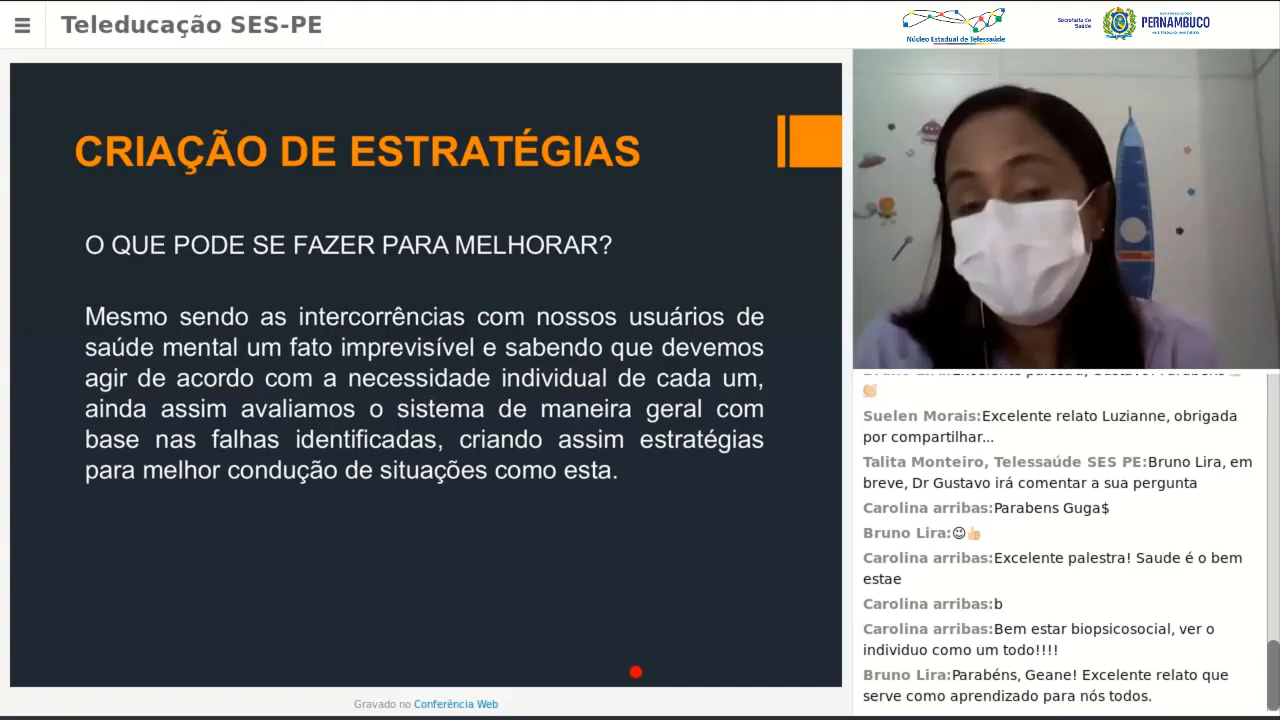 Teleducação SES-PE
Núcleo Estadual de Telessaúde
Secretaria de
Saúde
PERNAMBUCO
CRIAÇÃO DE ESTRATÉGIAS
O QUE PODE SE FAZER PARA MELHORAR?
Mesmo sendo as intercorrências com nossos usuários de
saúde mental um fato imprevisível e sabendo que devemos
agir de acordo com a necessidade individual de cada um,
ainda assim avaliamos o sistema de maneira geral com
base nas falhas identificadas, criando assim estratégias
para melhor condução de situações como esta.
Gravado no Conferência Web
Suelen Morais:Excelente relato Luzianne, obrigada
por compartilhar...
Talita Monteiro, Telessaúde SES PE:Bruno Lira, em
breve, Dr Gustavo irá comentar a sua pergunta
Carolina arribas:Parabens Guga$
Bruno Lira:☺👍
Carolina arribas:Excelente palestra! Saude é o bem
estae
Carolina arribas:b
Carolina arribas:Bem estar biopsicosocial, ver o
individuo como um todo!!!!
Bruno Lira:Parabéns, Geane! Excelente relato que
serve como aprendizado para nós todos.